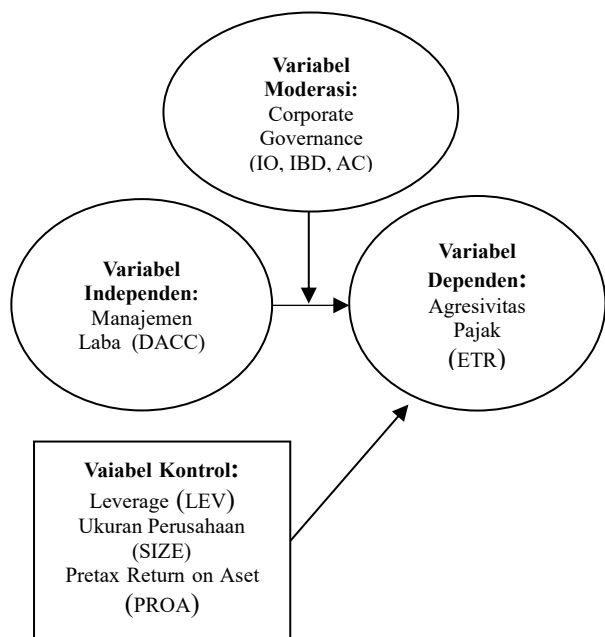 Variabel
Moderasi:
Corporate
Governance
(IO, IBD, AC)
Variabel
Independen:
Manajemen
Laba (DACC)
Variabel
Dependen:
Agresivitas
Pajak
(ETR)
Vaiabel Kontrol:
Leverage (LEV)
Ukuran Perusahaan
(SIZE)
Pretax Return on Aset
(PROA)